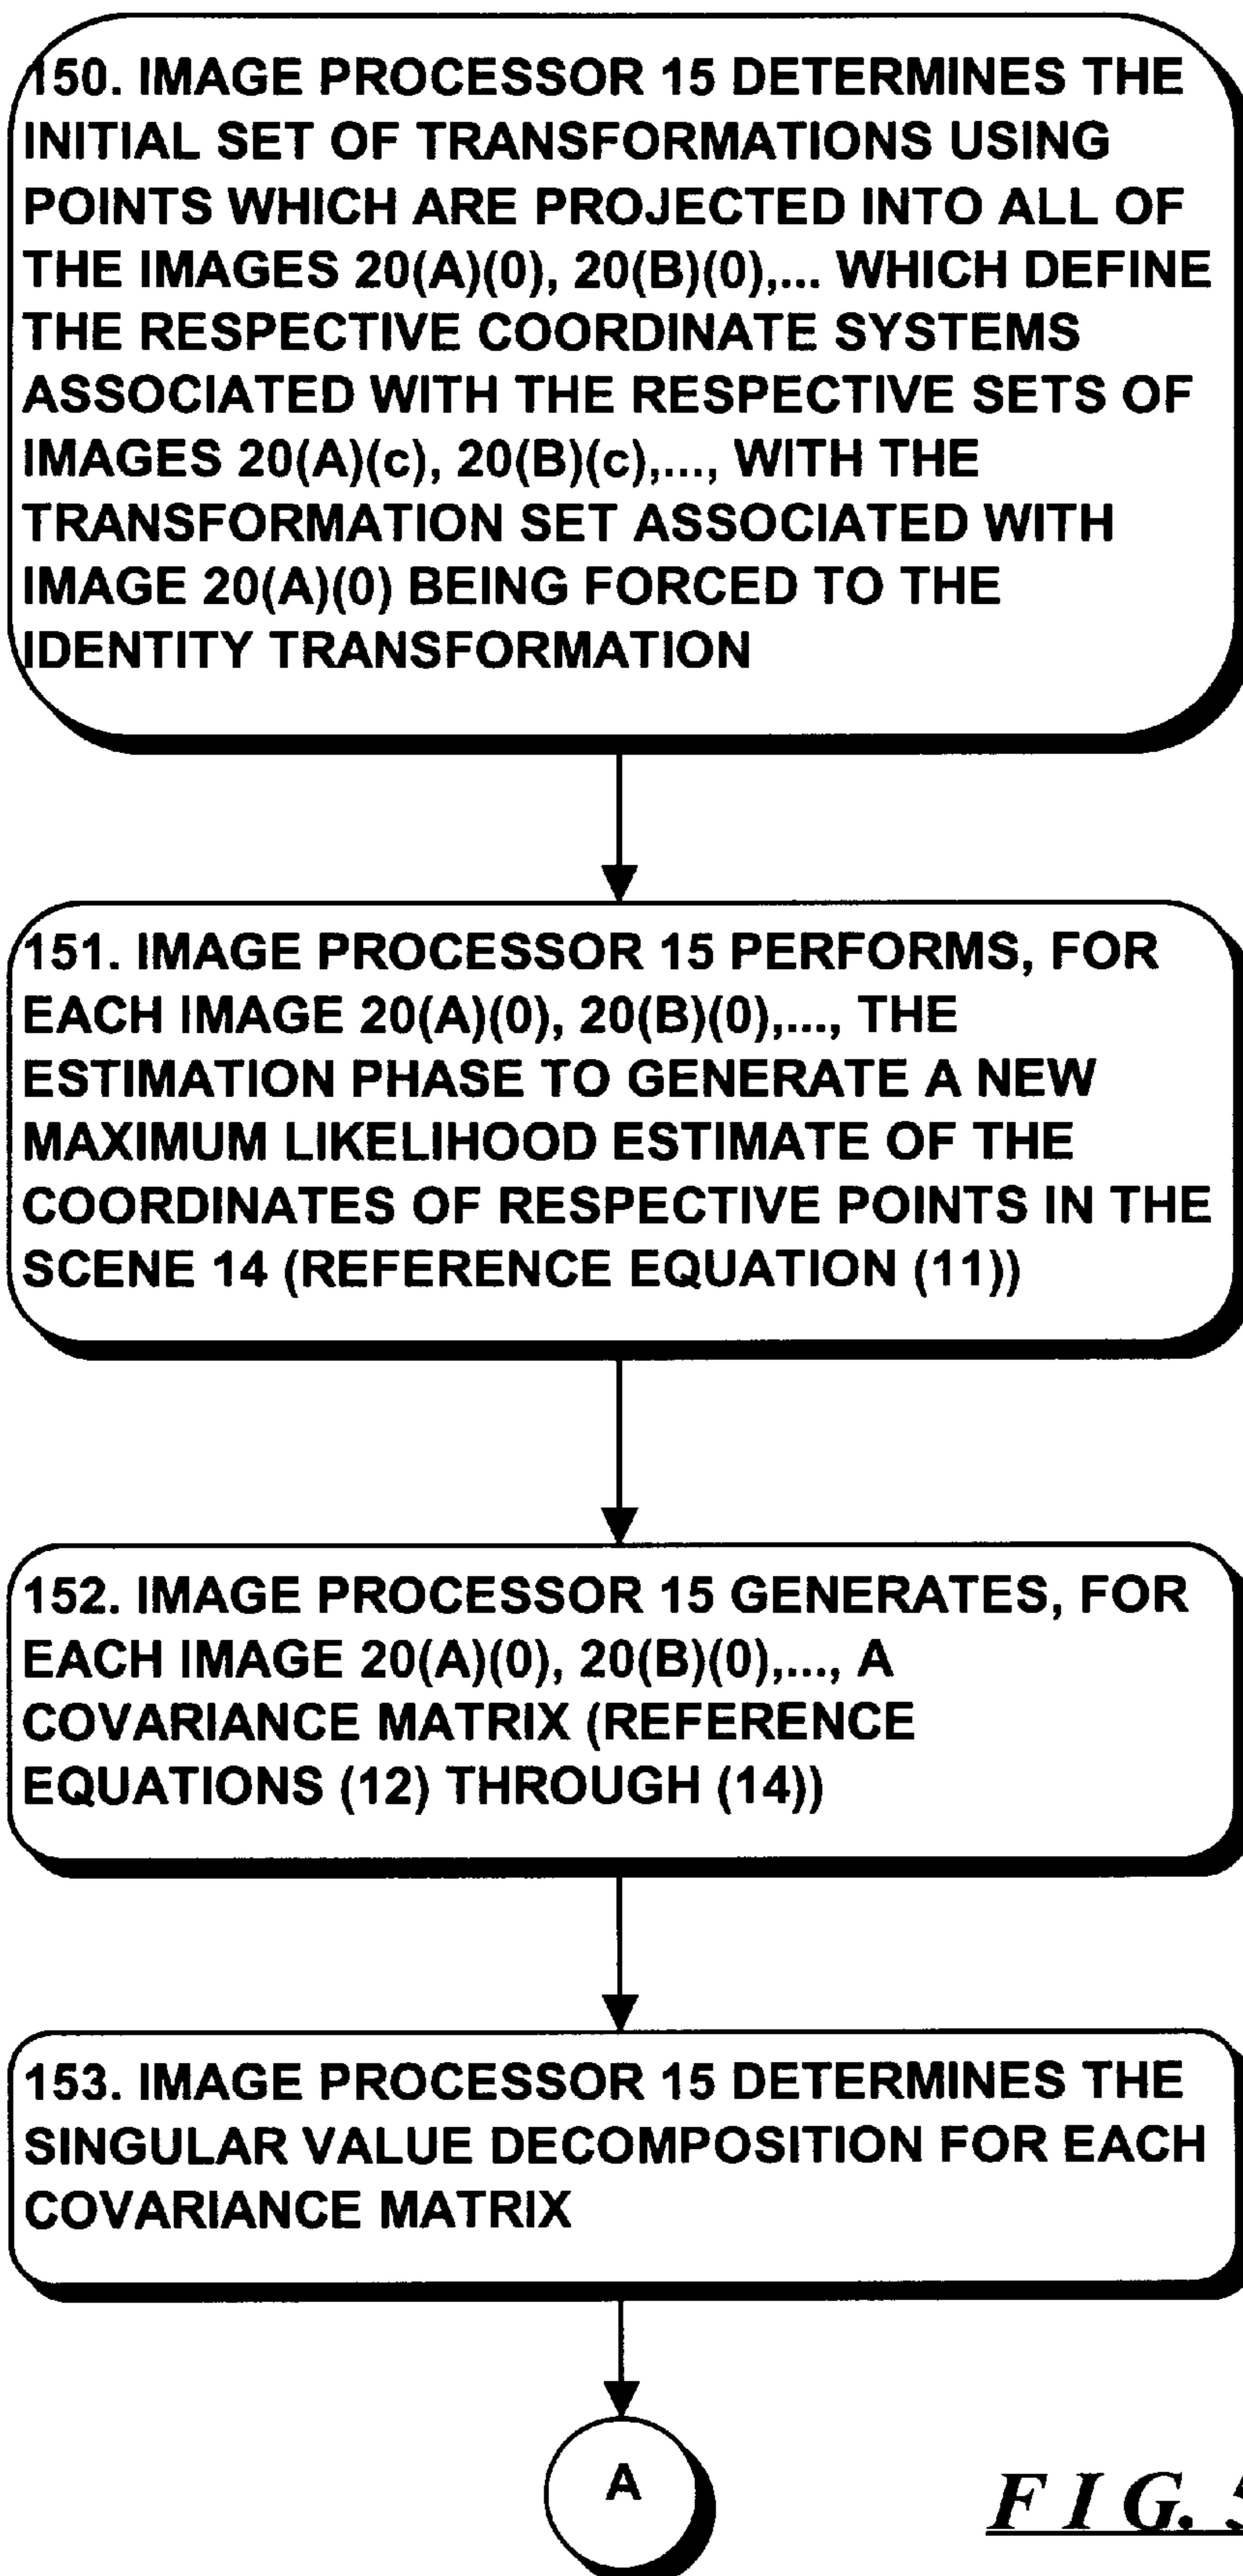 150. IMAGE PROCESSOR 15 DETERMINES THE
INITIAL SET OF TRANSFORMATIONS USING
POINTS WHICH ARE PROJECTED INTO ALL OF
THE IMAGES 20(A)(0), 20(B)(0),... WHICH DEFINE
THE RESPECTIVE COORDINATE SYSTEMS
ASSOCIATED WITH THE RESPECTIVE SETS OF
IMAGES 20(A)(c), 20(B)(c),..., WITH THE
TRANSFORMATION SET ASSOCIATED WITH
IMAGE 20(A)(0) BEING FORCED TO THE
IDENTITY TRANSFORMATION
151. IMAGE PROCESSOR 15 PERFORMS, FOR
EACH IMAGE 20(A)(0), 20(B)(0),..., THE
ESTIMATION PHASE TO GENERATE A NEW
MAXIMUM LIKELIHOOD ESTIMATE OF THE
COORDINATES OF RESPECTIVE POINTS IN THE
SCENE 14 (REFERENCE EQUATION (11))
152. IMAGE PROCESSOR 15 GENERATES, FOR
EACH IMAGE 20(A)(0), 20(B)(0),..., A
COVARIANCE MATRIX (REFERENCE
EQUATIONS (12) THROUGH (14))
153. IMAGE PROCESSOR 15 DETERMINES THE
SINGULAR VALUE DECOMPOSITION FOR EACH
COVARIANCE MATRIX
A
F I G. 5